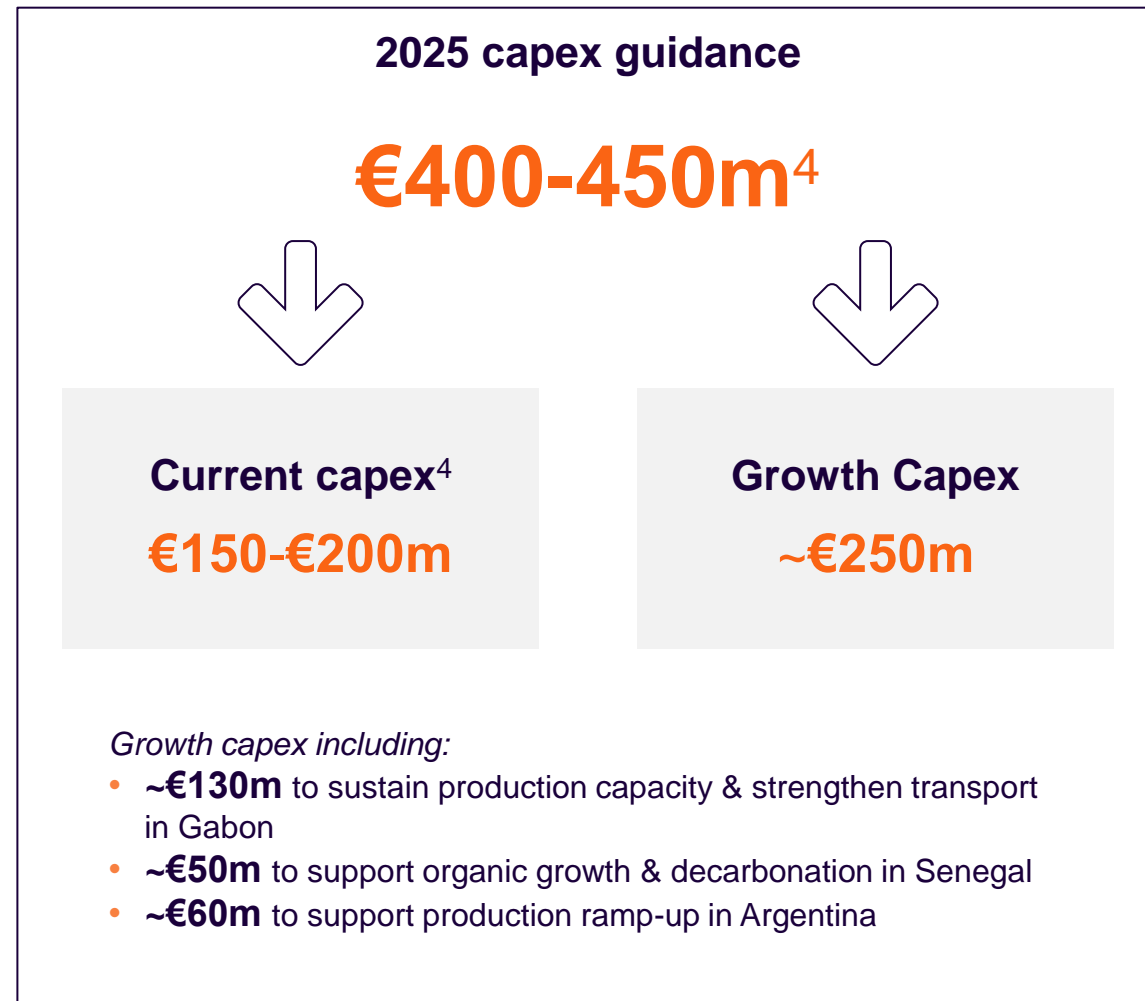 2025 capex guidance
€400-450m⁴
Current capex⁴
€150-€200m
Growth Capex
~€250m
Growth capex including:
• ~€130m to sustain production capacity & strengthen transport
in Gabon
• ~€50m to support organic growth & decarbonation in Senegal
• ~€60m to support production ramp-up in Argentina